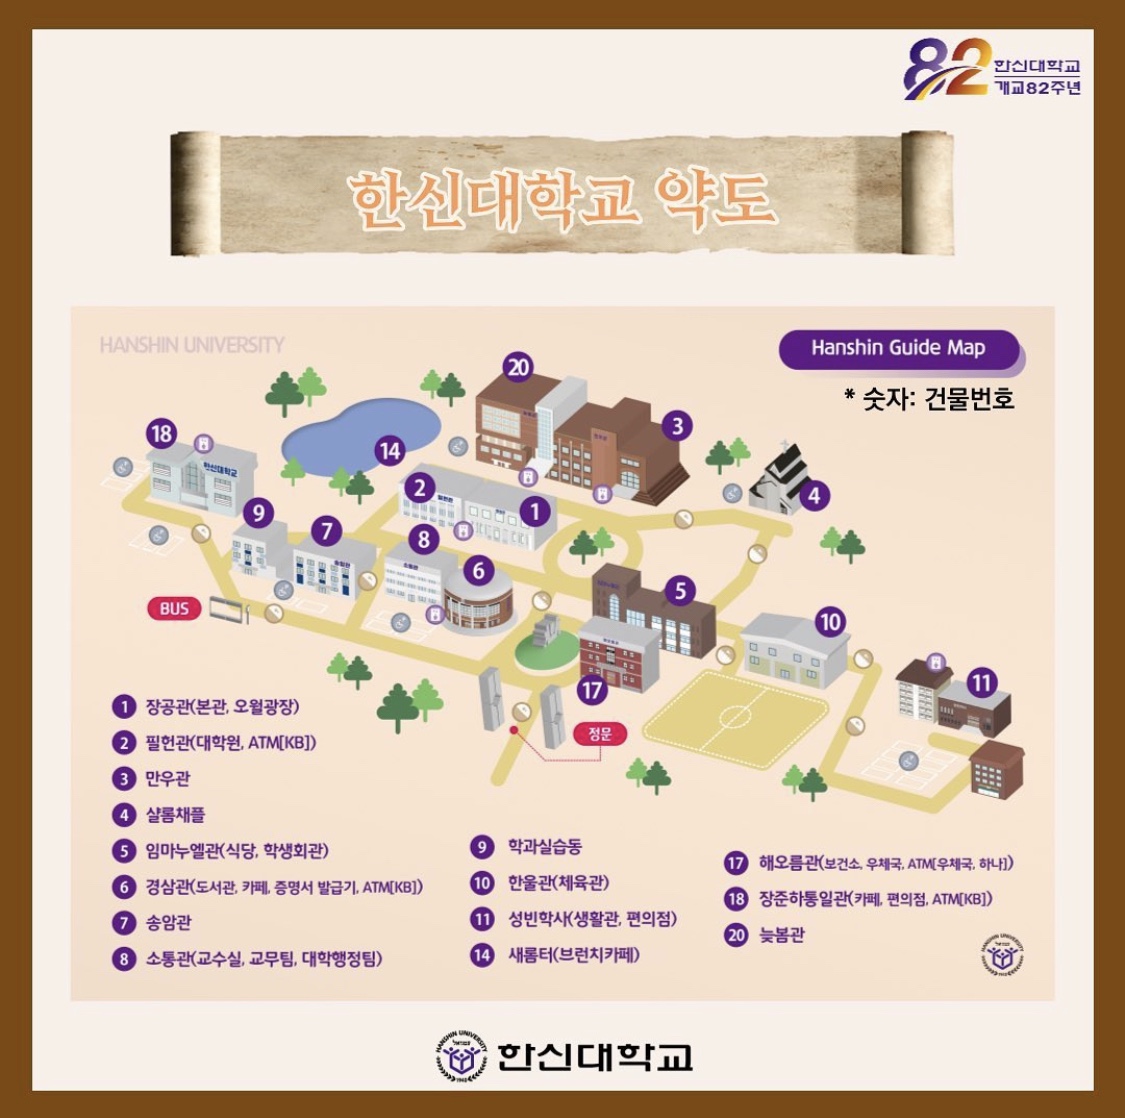 82 한신대학교
개교82주년
한신대학교 약도
HANSHIN UNIVERSITY
Hanshin Guide Map
* 숫자: 건물번호
20
3
18
한신대학교
14
2
1
4
9
7
8
6
5
BUS
10
17
11
정문
1 장공관(본관, 오월광장)
2 필헌관(대학원, ATM[KB])
3 만우관
4 샬롬채플
5 임마누엘관(식당, 학생회관)
6 경삼관(도서관, 카페, 증명서 발급기, ATM[KB])
7 송암관
8 소통관(교수실, 교무팀, 대학행정팀)
9 학과실습동
10 한울관(체육관)
11 성빈학사(생활관, 편의점)
14 새롬터(브런치카페)
17 해오름관(보건소, 우체국, ATM[우체국, 하나])
18 장준하통일관(카페, 편의점, ATM[KB])
20 늦봄관
HANSHIN UNIVERSITY
1940
한신대학교